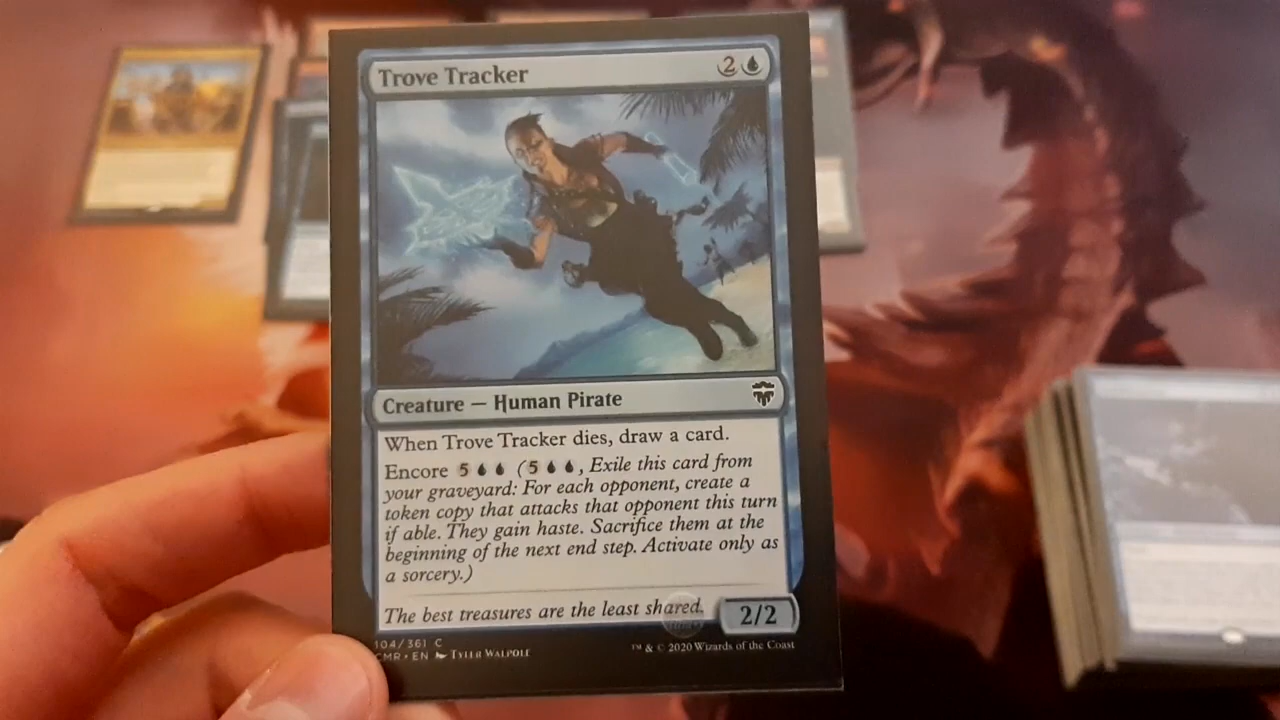 Trove Tracker 2
Creature — Human Pirate
When Trove Tracker dies, draw a card.
Encore 5 (5, Exile this card from
your graveyard: For each opponent, create a
token copy that attacks that opponent this turn
if able. They gain haste. Sacrifice them at the
beginning of the next end step. Activate only as
a sorcery.)
The best treasures are the least shared.
2/2
104/361 C
CMR • EN Tyler Walpole
™ & © 2020 Wizards of the Coast